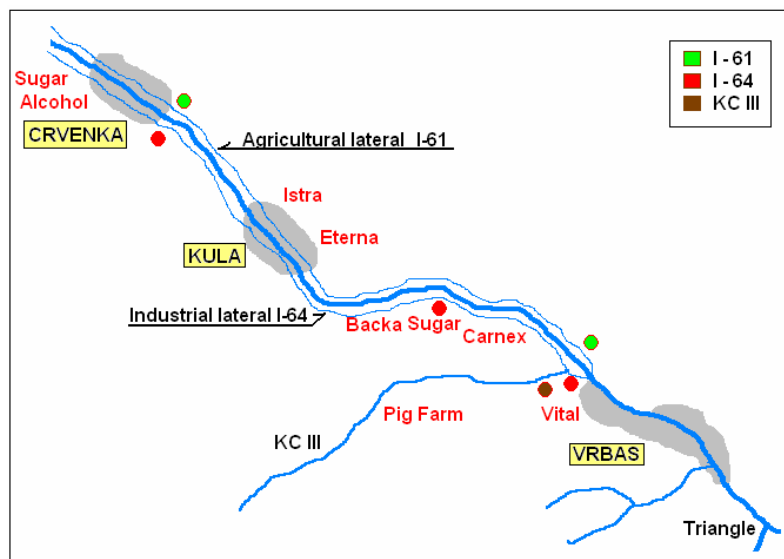 I - 61
I - 64
KC III
Sugar
Alcohol
CRVENKA
Agricultural lateral I-61
Istra
Eterna
KULA
Industrial lateral I-64
Backa Sugar
Carnex
Pig Farm
Vital
KC III
VRBAS
Triangle